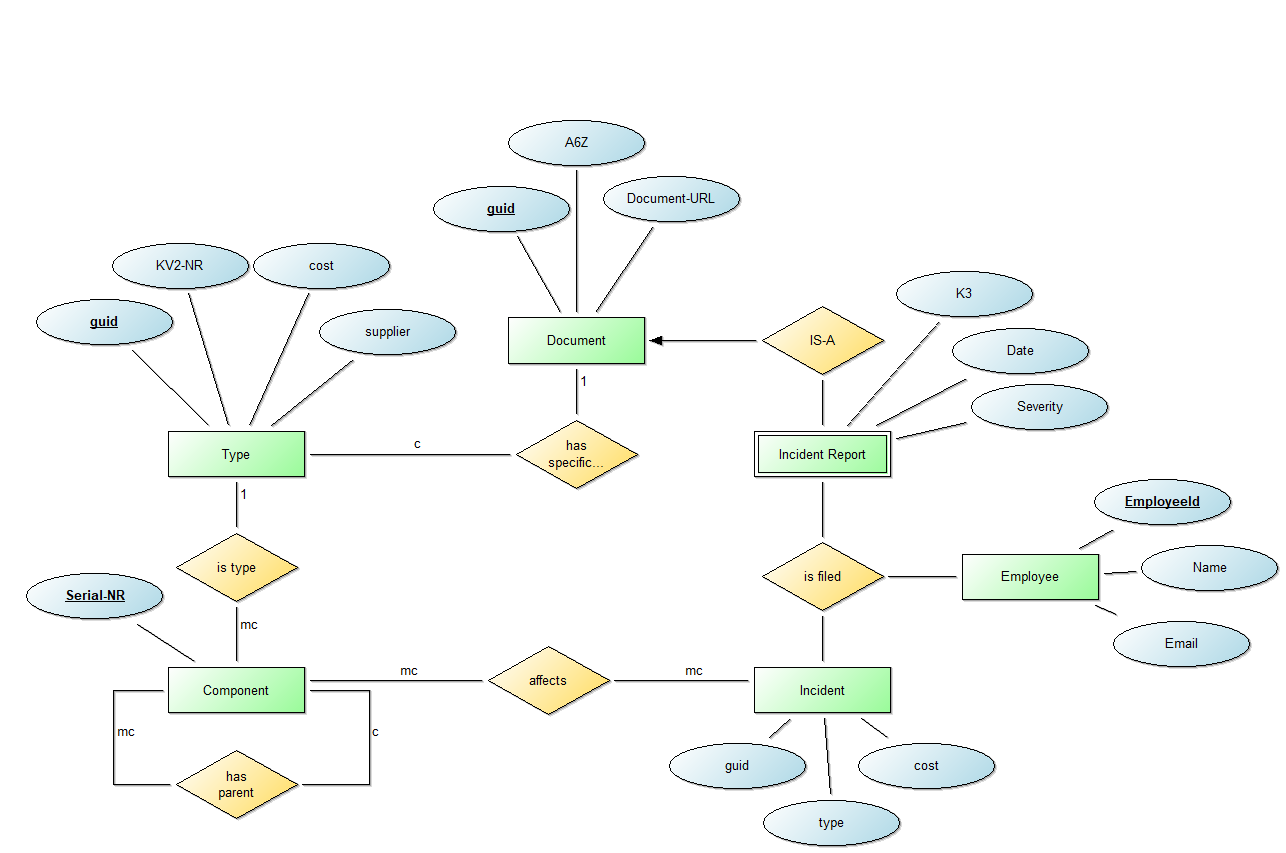 A6Z
guid
Document-URL
KV2-NR
cost
guid
supplier
K3
Document
IS-A
Date
1
Severity
Type
c
has
specific...
Incident Report
1
EmployeeId
is type
is filed
Employee
Name
Serial-NR
mc
Email
Component
mc
affects
mc
Incident
mc
c
has
parent
guid
cost
type